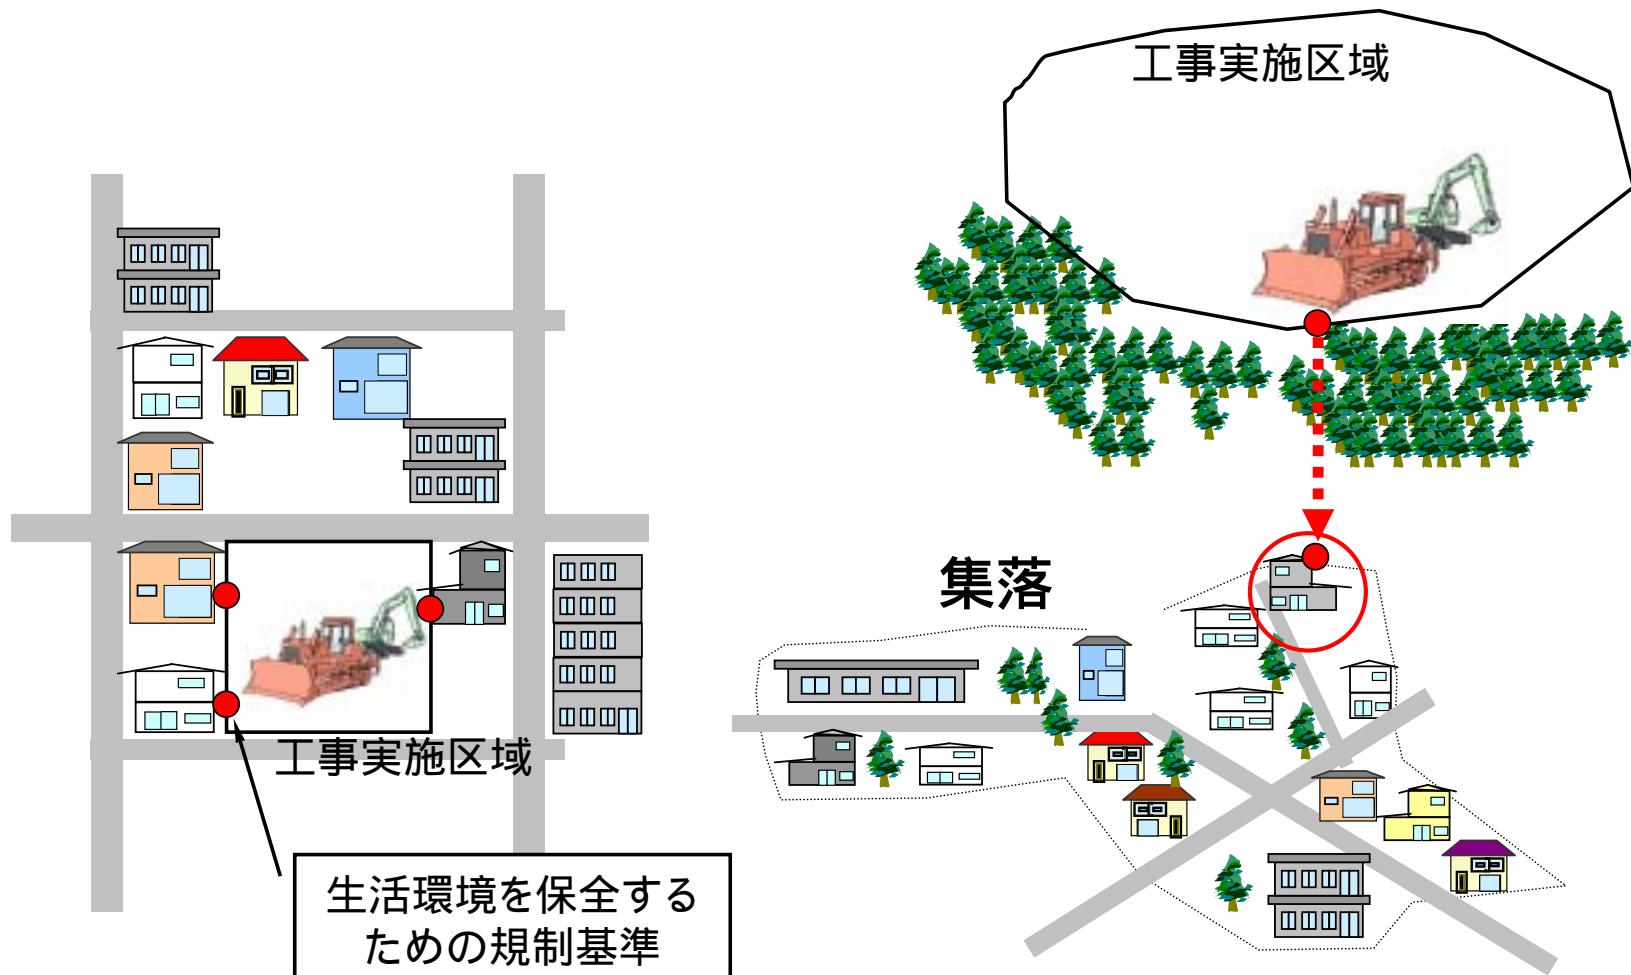 工事実施区域
集落
工事実施区域
生活環境を保全する
ための規制基準